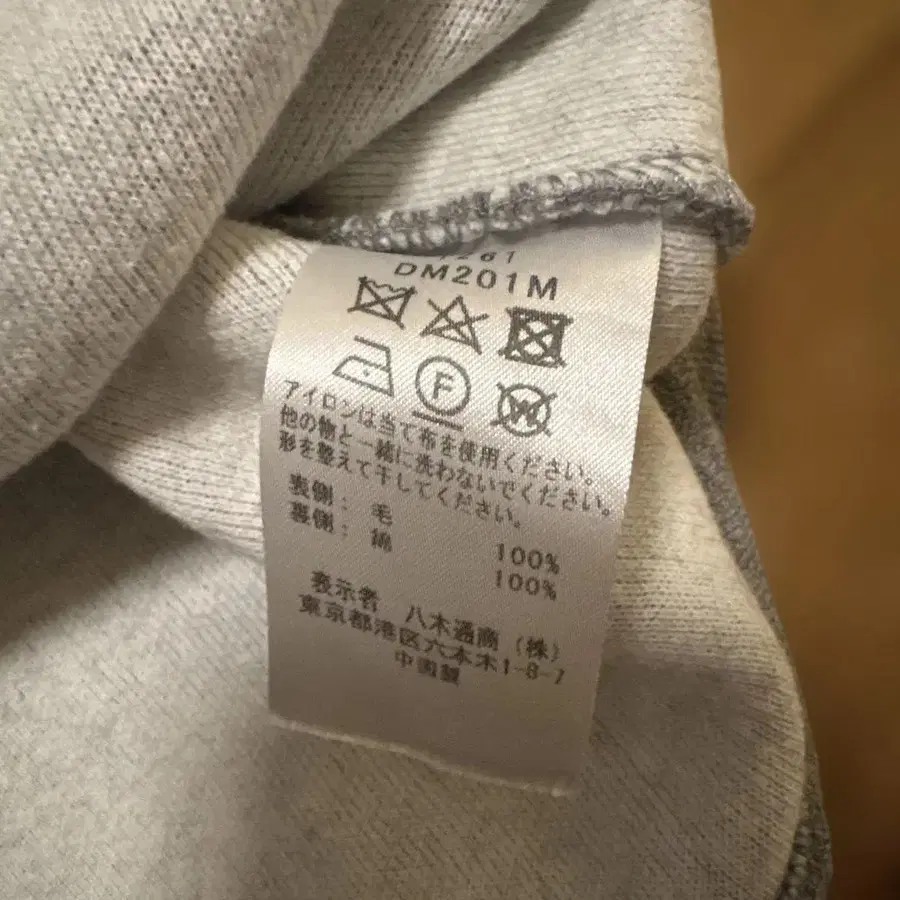 DM201M
F
W
アイロンは当て布を使用ください。
他の物と一緒に洗わないでください。
形を整えて干してください。
表側: 毛 100%
裏側: 綿 100%
表示者 八木通商(株)
東京都港区六本木1-8-7
中国製